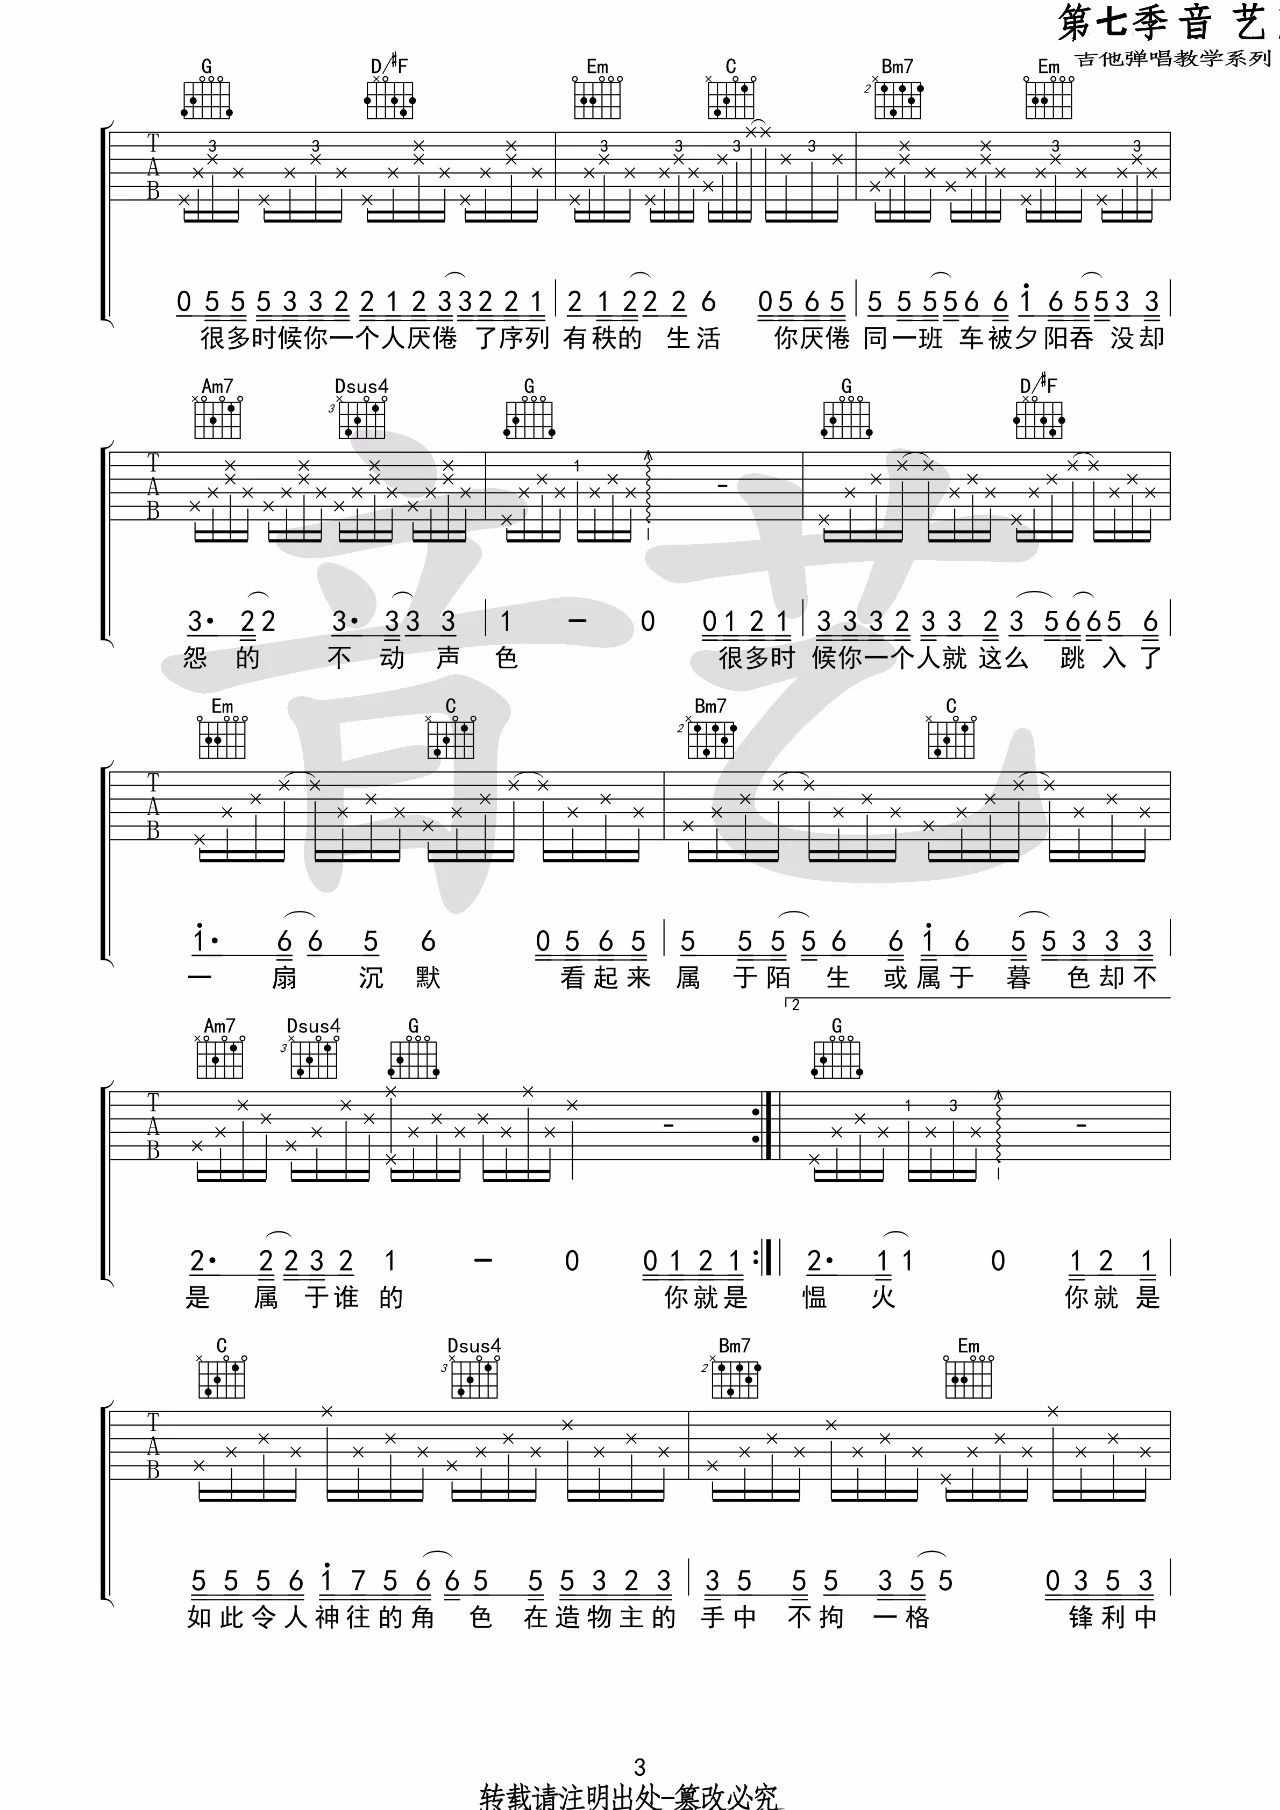 第七季音艺
吉他弹唱教学系列
G D/#F Em C Bm7 Em
2
3 3 3 3 3 3
T
A
B
0 5 5 5 3 3 2 2 1 2 3 3 2 2 1 2 1 2 2 2 6 0 5 6 5 5 5 5 5 6 6 1 6 5 5 3 3
很多时候你一个人厌倦 了序列 有秩的 生活 你厌倦 同一班 车被夕阳吞 没却
Am7 Dsus4 G G D/#F
3
1
T
A
B
3· 2 2 3· 3 3 3 1 – 0 0 1 2 1 3 3 3 2 3 3 2 3 5 6 6 5 6
怨的 不动声色 很多时 候你一个人就这么 跳入了
音艺
Em C Bm7 C
2
T
A
B
1· 6 6 5 6 0 5 6 5 5 5 5 5 6 6 1 6 5 5 3 3 3
一 扇 沉默 看起来 属 于陌 生 或属于 暮 色却不
2
Am7 Dsus4 G G
3
1 3
T
A
B
2· 2 2 3 2 1 – 0 0 1 2 1 2· 1 1 0 1 2 1
是 属 于谁的 你就是 愠 火 你就是
C Dsus4 Bm7 Em
3 2
T
A
B
5 5 5 6 1 7 5 6 6 5 5 5 3 2 3 3 5 5 5 3 5 5 0 3 5 3
如此令人神往的角 色 在造物主的 手中 不拘 一格 锋利中
3
转载请注明出处-篡改必究